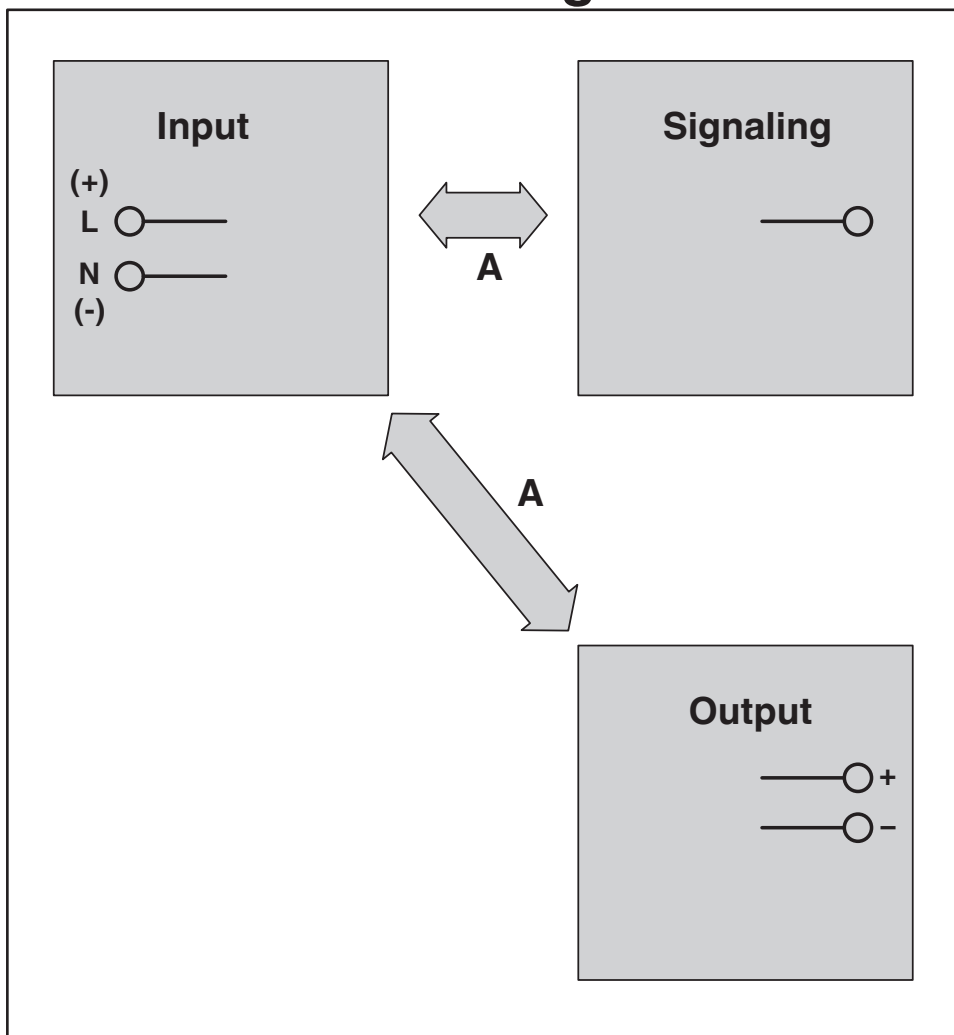 Input
(+)
L
N
(-)
A
Signaling
A
Output
+
–